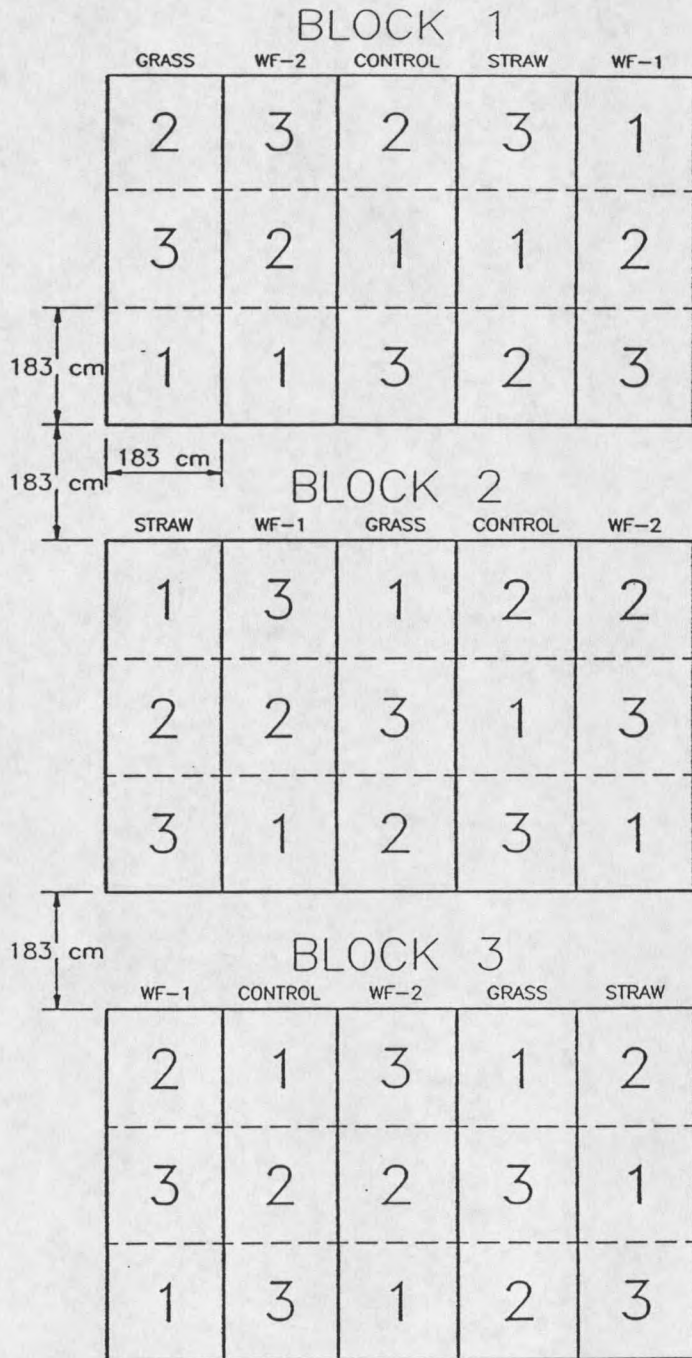 BLOCK 1
GRASS WF-2 CONTROL STRAW WF-1
2 3 2 3 1
3 2 1 1 2
183 cm 1 1 3 2 3
183 cm 183 cm
BLOCK 2
STRAW WF-1 GRASS CONTROL WF-2
1 3 1 2 2
2 2 3 1 3
3 1 2 3 1
183 cm
BLOCK 3
WF-1 CONTROL WF-2 GRASS STRAW
2 1 3 1 2
3 2 2 3 1
1 3 1 2 3